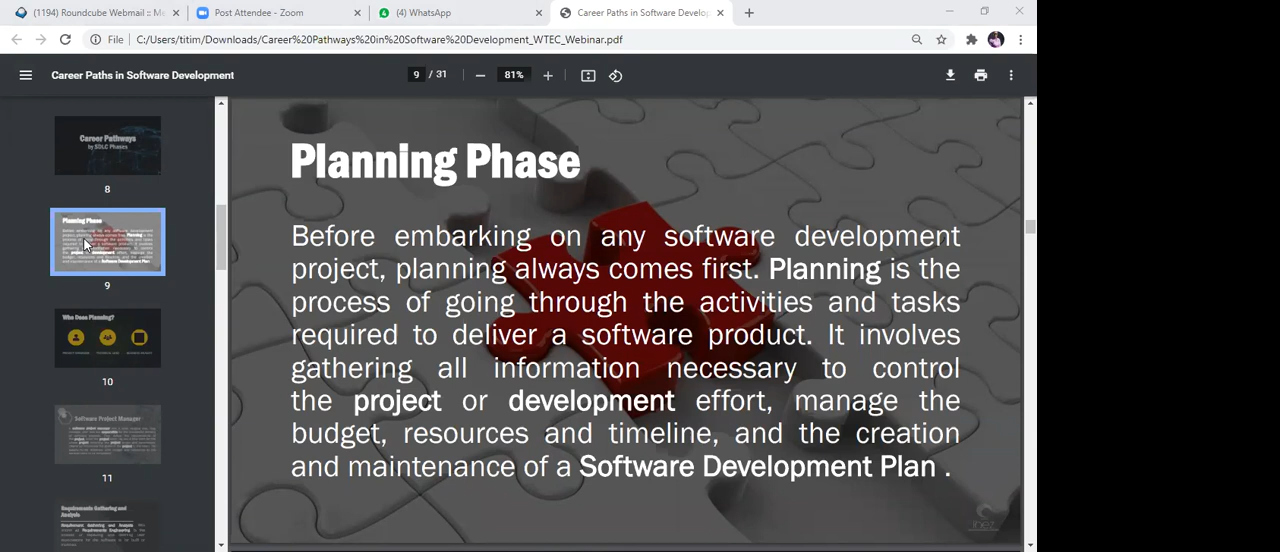 (1194) Roundcube Webmail :: Me
Post Attendee - Zoom
(4) WhatsApp
Career Paths in Software Develop
File
C:/Users/titim/Downloads/Career%20Pathways%20in%20Software%20Development_WTEC_Webinar.pdf
Career Paths in Software Development
9 / 31
81%
Career Pathways
by SDLC Phases
8
Planning Phase
9
Who Does Planning?
10
Software Project Manager
11
Requirements Gathering and
Analysis
Planning Phase
Before embarking on any software development
project, planning always comes first. Planning is the
process of going through the activities and tasks
required to deliver a software product. It involves
gathering all information necessary to control
the project or development effort, manage the
budget, resources and timeline, and the creation
and maintenance of a Software Development Plan .
inez